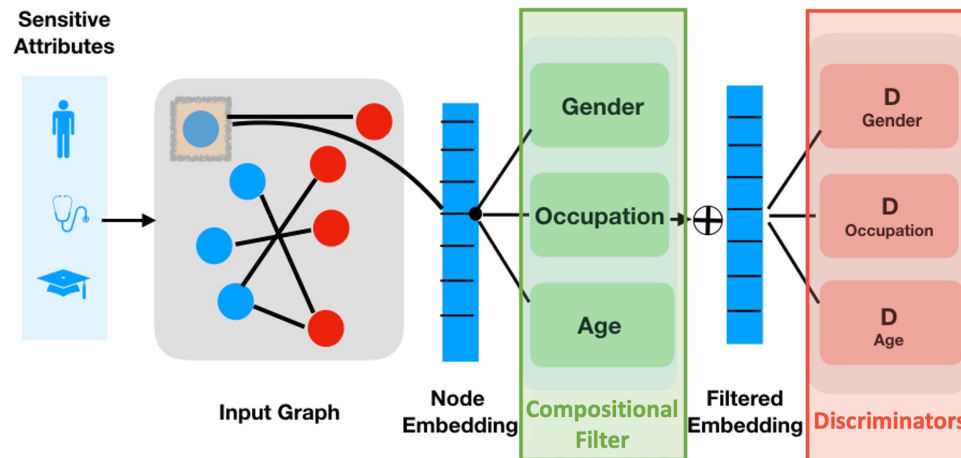 Sensitive
Attributes
Input Graph
Node
Embedding
Gender
Occupation
Age
Compositional
Filter
Filtered
Embedding
D
Gender
D
Occupation
D
Age
Discriminators